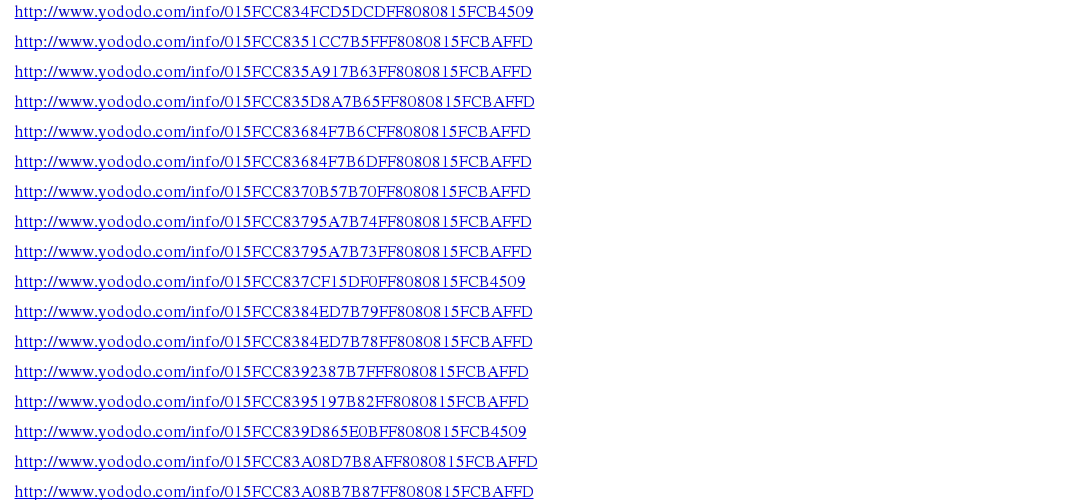 http://www.yododo.com/info/015FCC834FCD5DCDFF8080815FCB4509
http://www.yododo.com/info/015FCC8351CC7B5FFF8080815FCBAFFD
http://www.yododo.com/info/015FCC835A917B63FF8080815FCBAFFD
http://www.yododo.com/info/015FCC835D8A7B65FF8080815FCBAFFD
http://www.yododo.com/info/015FCC83684F7B6CFF8080815FCBAFFD
http://www.yododo.com/info/015FCC83684F7B6DFF8080815FCBAFFD
http://www.yododo.com/info/015FCC8370B57B70FF8080815FCBAFFD
http://www.yododo.com/info/015FCC83795A7B74FF8080815FCBAFFD
http://www.yododo.com/info/015FCC83795A7B73FF8080815FCBAFFD
http://www.yododo.com/info/015FCC837CF15DF0FF8080815FCB4509
http://www.yododo.com/info/015FCC8384ED7B79FF8080815FCBAFFD
http://www.yododo.com/info/015FCC8384ED7B78FF8080815FCBAFFD
http://www.yododo.com/info/015FCC8392387B7FFF8080815FCBAFFD
http://www.yododo.com/info/015FCC8395197B82FF8080815FCBAFFD
http://www.yododo.com/info/015FCC839D865E0BFF8080815FCB4509
http://www.yododo.com/info/015FCC83A08D7B8AFF8080815FCBAFFD
http://www.yododo.com/info/015FCC83A08B7B87FF8080815FCBAFFD